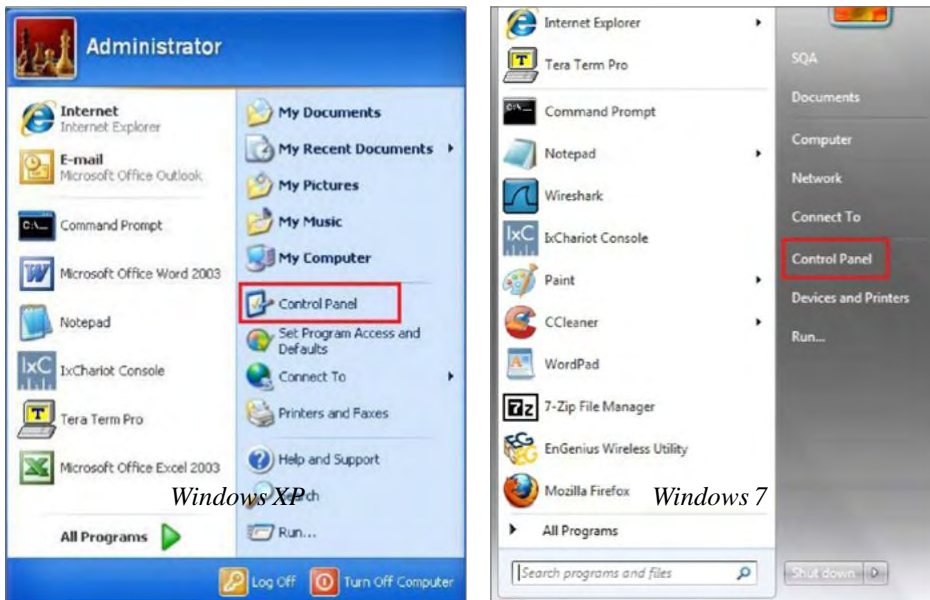 Administrator
Internet
Internet Explorer
E-mail
Microsoft Office Outlook
Command Prompt
Microsoft Office Word 2003
Notepad
IxChariot Console
Tera Term Pro
Microsoft Office Excel 2003
All Programs
My Documents
My Recent Documents
My Pictures
My Music
My Computer
Control Panel
Set Program Access and
Defaults
Connect To
Printers and Faxes
Help and Support
Search
Run...
Windows XP
Log Off
Turn Off Computer
Internet Explorer
Tera Term Pro
Command Prompt
Notepad
Wireshark
IxChariot Console
Paint
CCleaner
WordPad
7-Zip File Manager
EnGenius Wireless Utility
Mozilla Firefox
All Programs
Search programs and files
SQA
Documents
Computer
Network
Connect To
Control Panel
Devices and Printers
Run...
Windows 7
Shut down